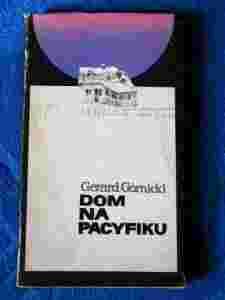 Gerard Górnicki
DOM
NA
PACYFIKU